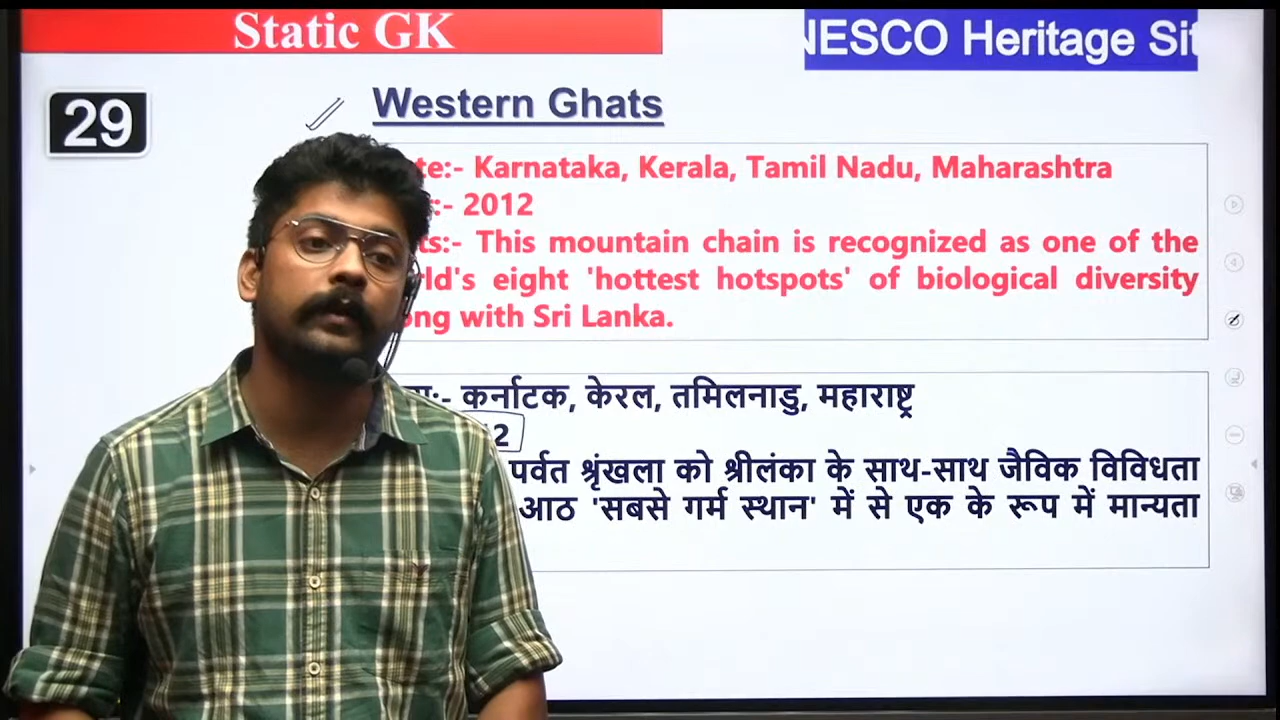 Static GK
NESCO Heritage Sit
29
Western Ghats
te:- Karnataka, Kerala, Tamil Nadu, Maharashtra
:- 2012
ts:- This mountain chain is recognized as one of the
rld's eight 'hottest hotspots' of biological diversity
ong with Sri Lanka.
:- कर्नाटक, केरल, तमिलनाडु, महाराष्ट्र
2
पर्वत श्रृंखला को श्रीलंका के साथ-साथ जैविक विविधता
आठ 'सबसे गर्म स्थान' में से एक के रूप में मान्यता